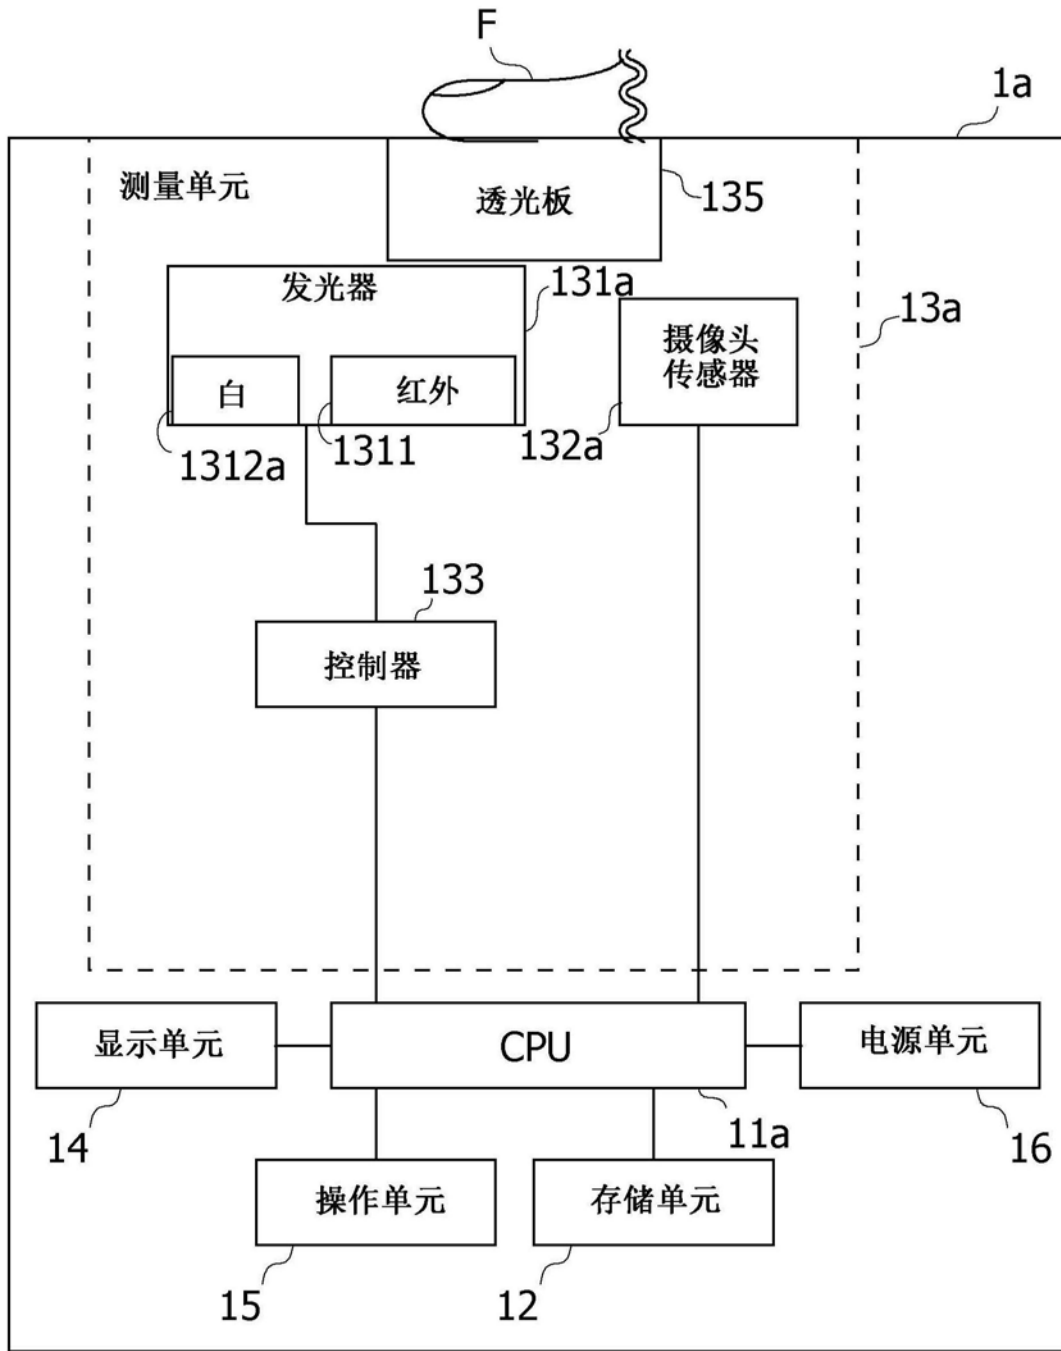 F
1a
测量单元
透光板
135
发光器
131a
13a
摄像头
传感器
白
红外
1312a
1311
132a
133
控制器
显示单元
CPU
电源单元
14
11a
16
操作单元
存储单元
15
12